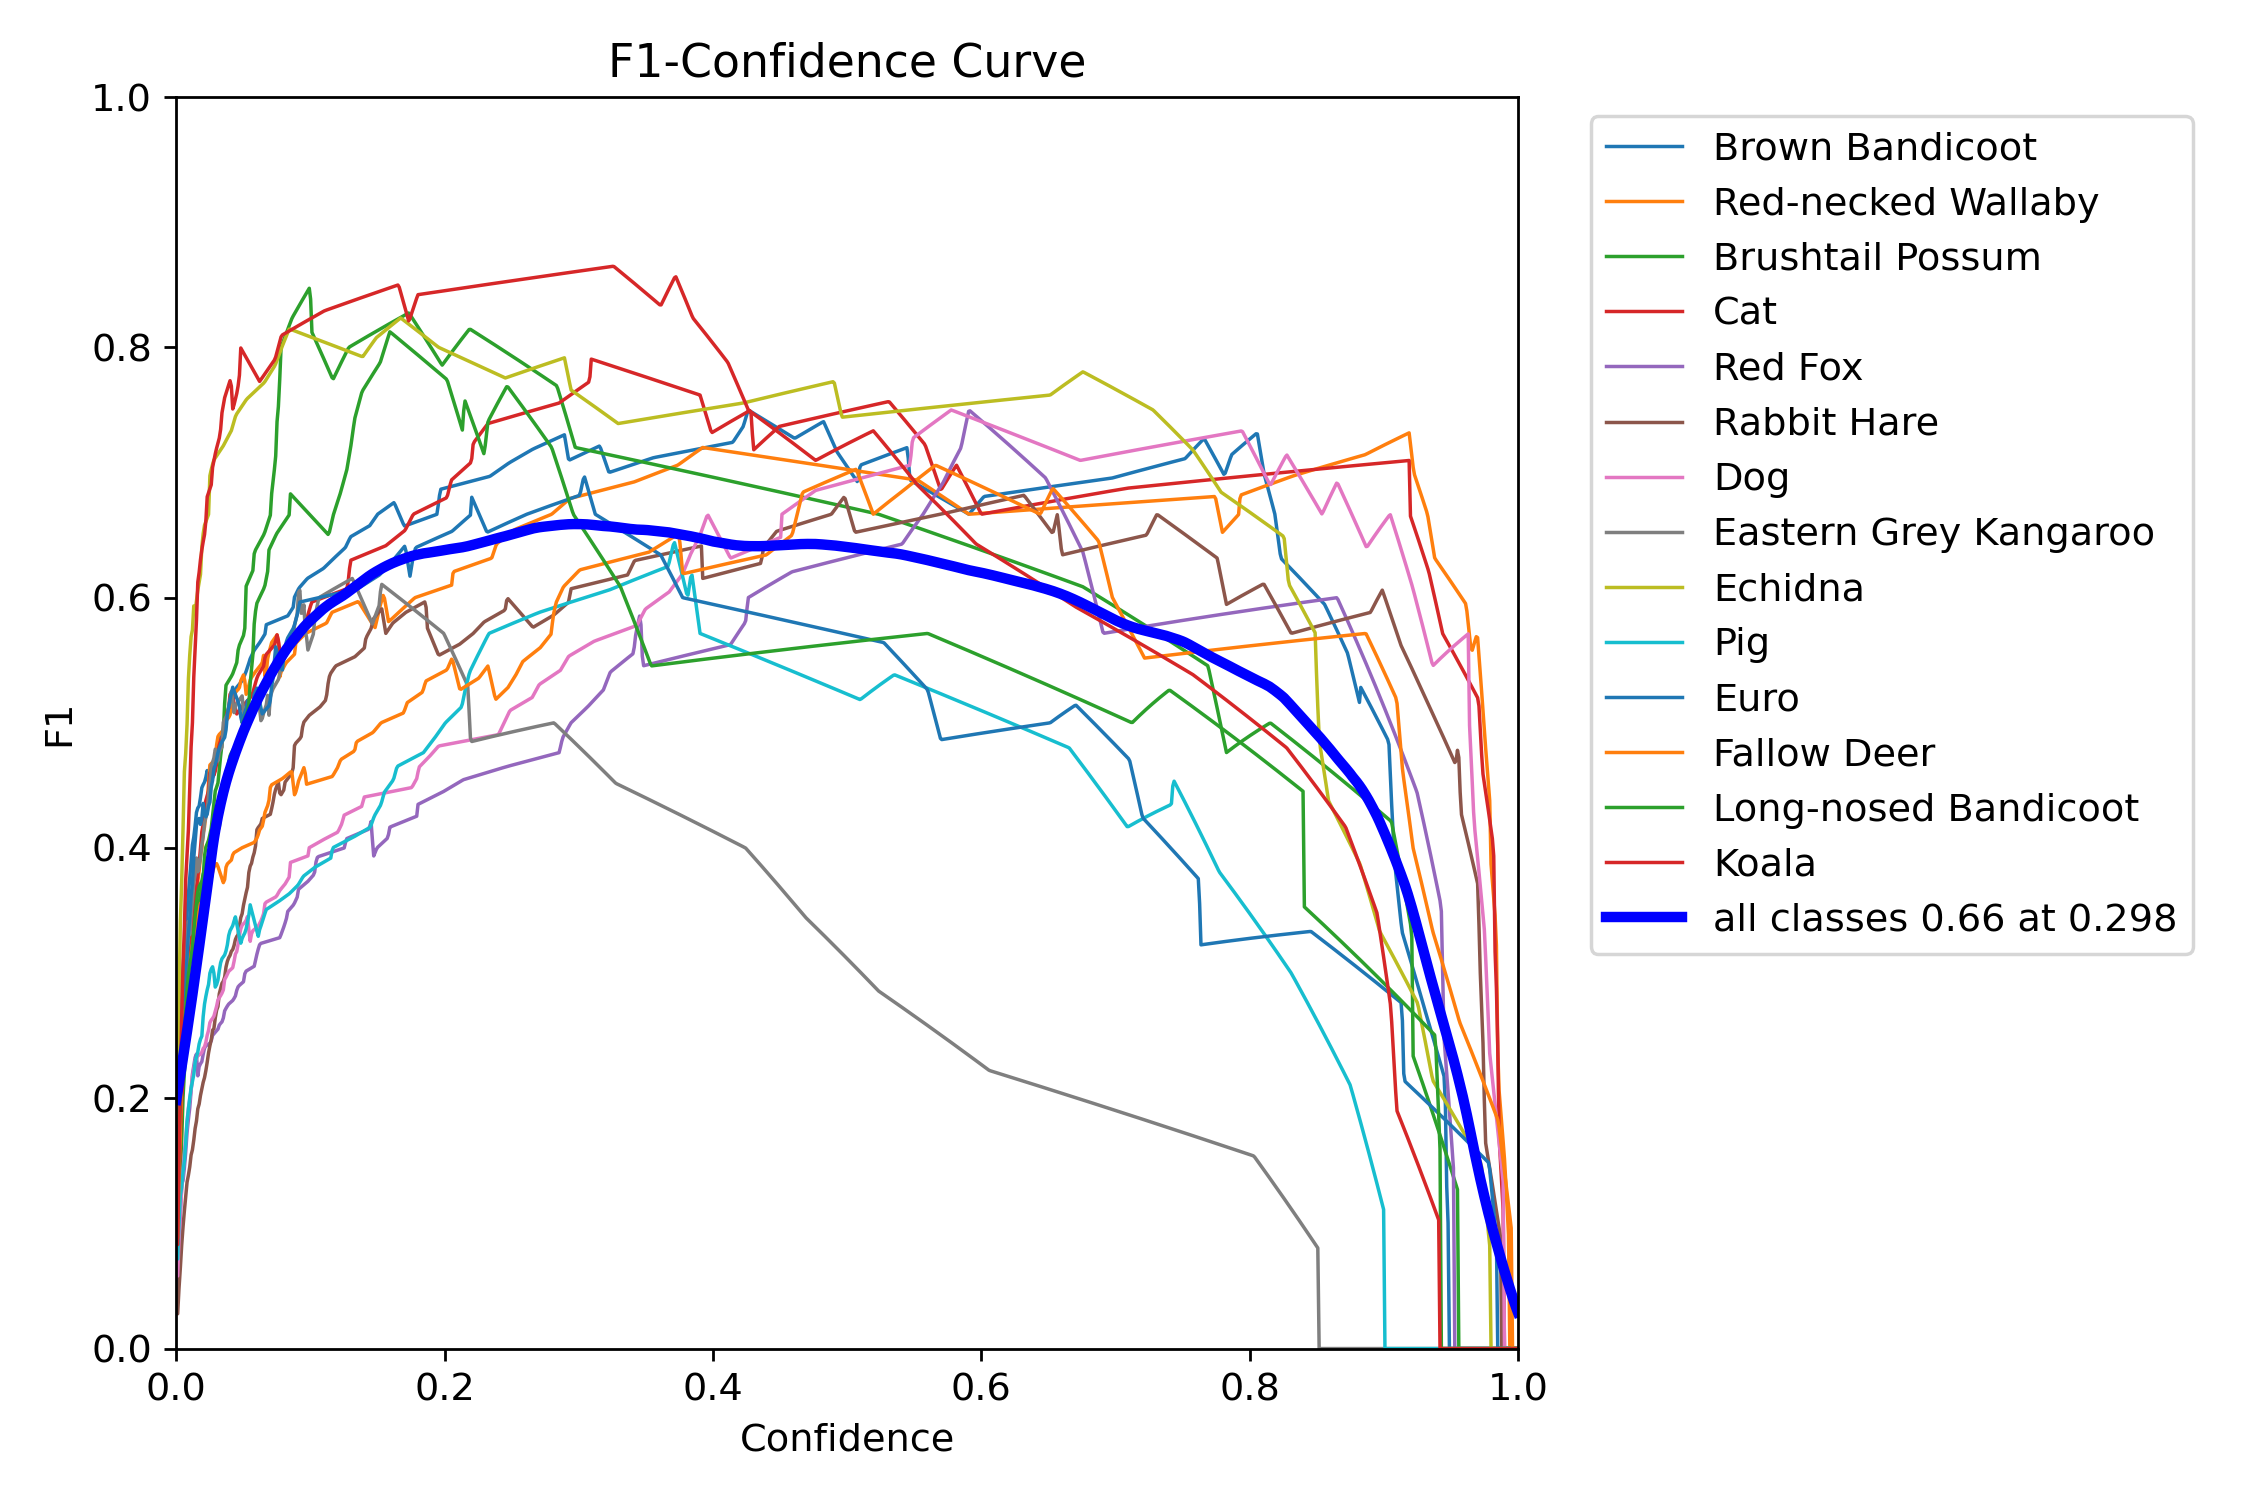 F1-Confidence Curve
1.0
0.8
0.6
0.4
0.2
0.0
F1
0.0 0.2 0.4 0.6 0.8 1.0
Confidence
Brown Bandicoot
Red-necked Wallaby
Brushtail Possum
Cat
Red Fox
Rabbit Hare
Dog
Eastern Grey Kangaroo
Echidna
Pig
Euro
Fallow Deer
Long-nosed Bandicoot
Koala
all classes 0.66 at 0.298